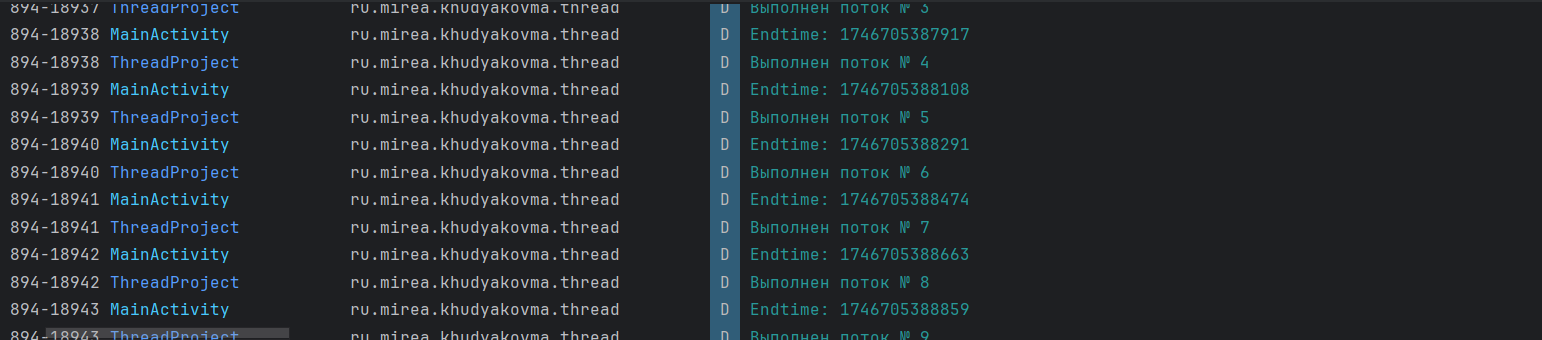 894-18937 ThreadProject ru.mirea.khudyakovma.thread D Выполнен поток № 3
894-18938 MainActivity ru.mirea.khudyakovma.thread D Endtime: 1746705387917
894-18938 ThreadProject ru.mirea.khudyakovma.thread D Выполнен поток № 4
894-18939 MainActivity ru.mirea.khudyakovma.thread D Endtime: 1746705388108
894-18939 ThreadProject ru.mirea.khudyakovma.thread D Выполнен поток № 5
894-18940 MainActivity ru.mirea.khudyakovma.thread D Endtime: 1746705388291
894-18940 ThreadProject ru.mirea.khudyakovma.thread D Выполнен поток № 6
894-18941 MainActivity ru.mirea.khudyakovma.thread D Endtime: 1746705388474
894-18941 ThreadProject ru.mirea.khudyakovma.thread D Выполнен поток № 7
894-18942 MainActivity ru.mirea.khudyakovma.thread D Endtime: 1746705388663
894-18942 ThreadProject ru.mirea.khudyakovma.thread D Выполнен поток № 8
894-18943 MainActivity ru.mirea.khudyakovma.thread D Endtime: 1746705388859
894-18943 ThreadProject ru.mirea.khudyakovma.thread D Выполнен поток № 9